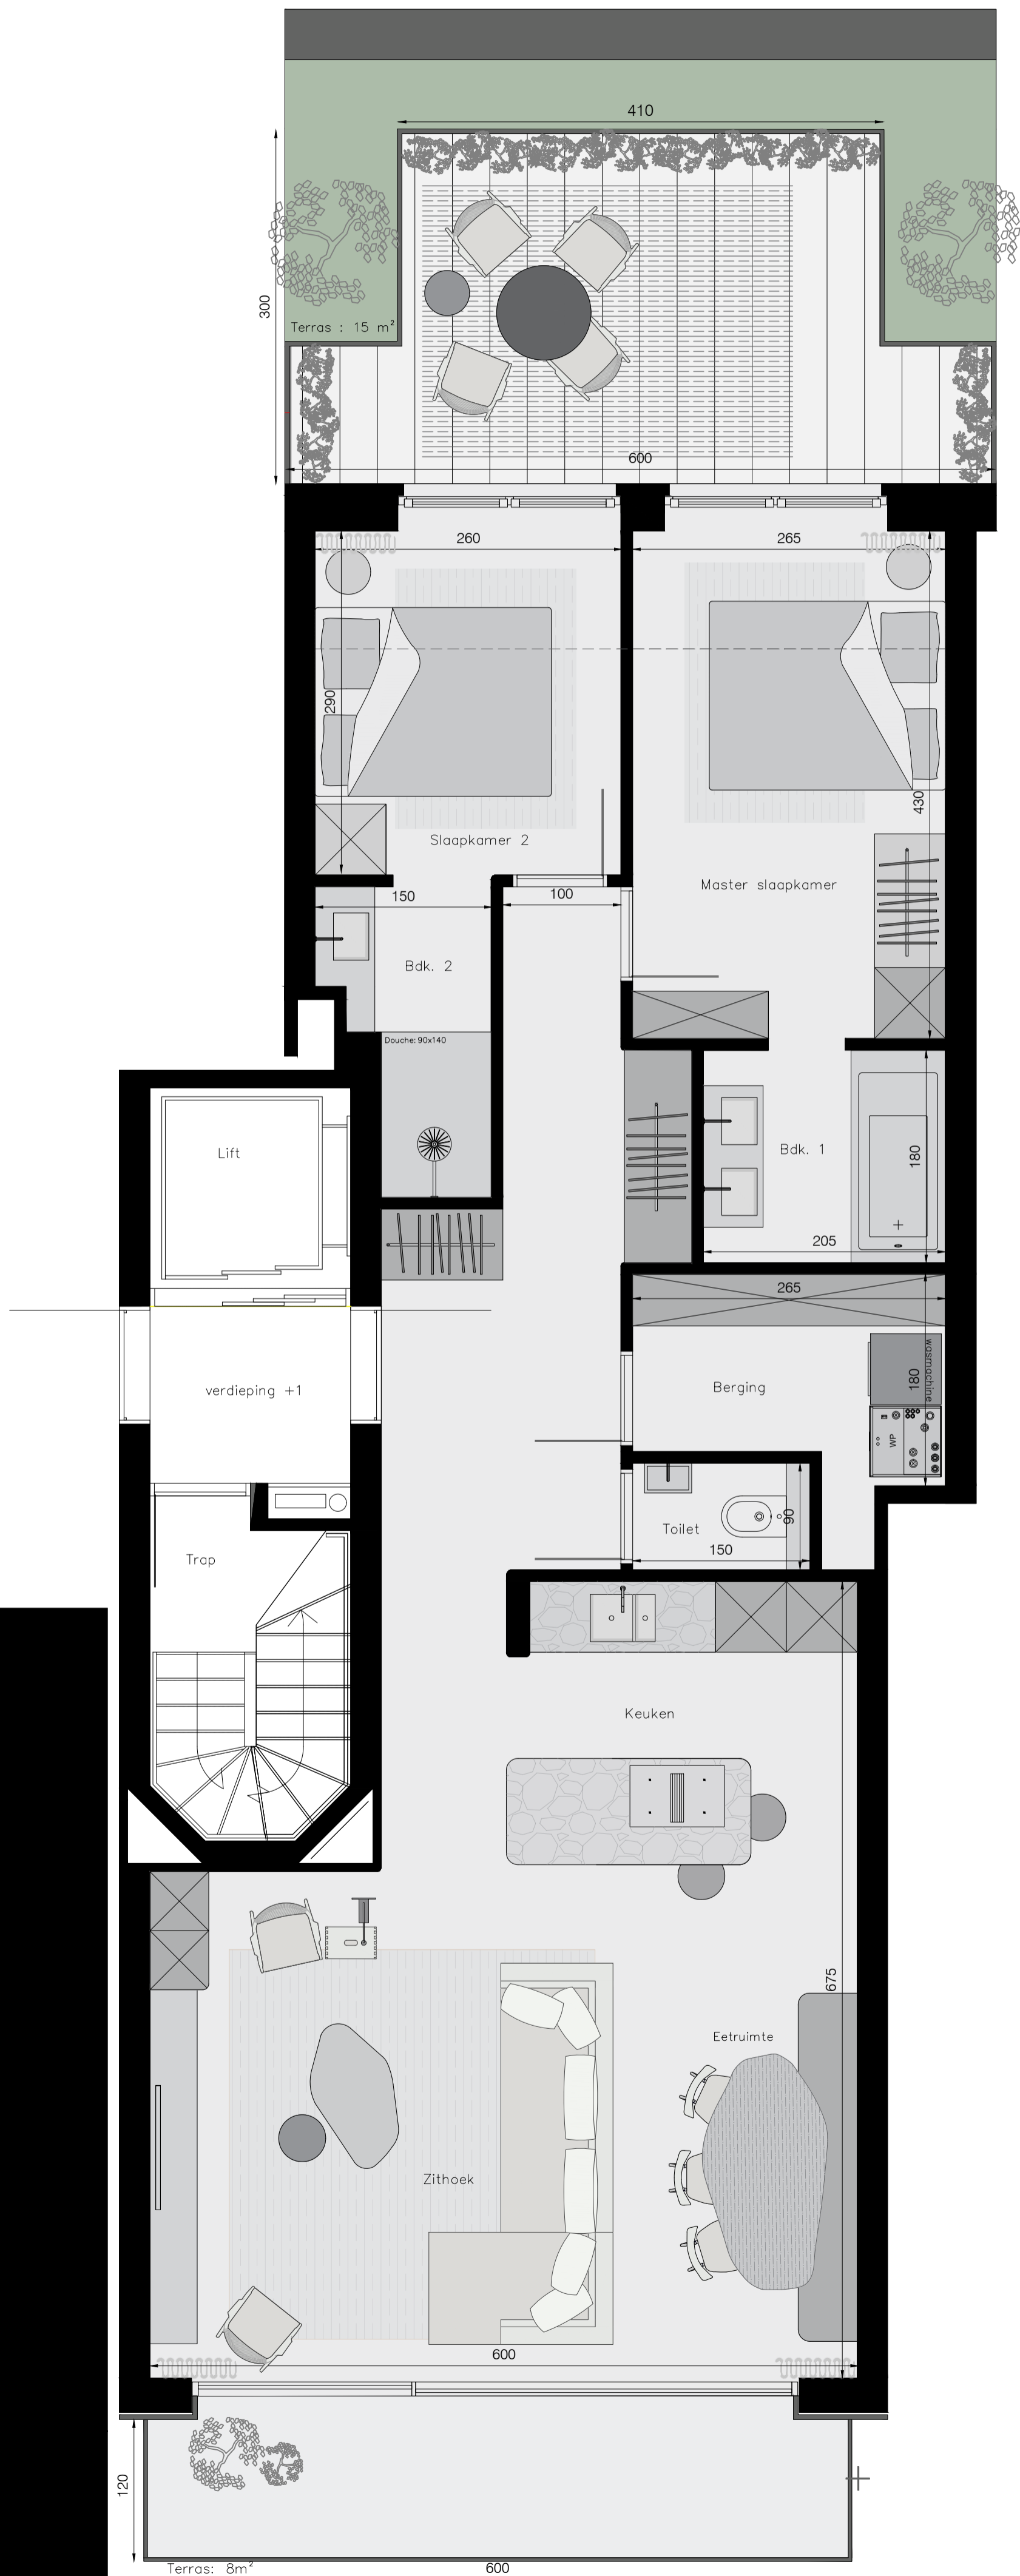 410
300
Terras : 15 m²
600
260
265
290
430
Slaapkamer 2
Master slaapkamer
150
100
Bdk. 2
Douche: 90x140
Lift
Bdk. 1
180
205
265
verdieping +1
Berging
180
wasmachine
WP
Toilet
90
150
Trap
Keuken
675
Eetruimte
Zithoek
600
120
Terras: 8m²
600